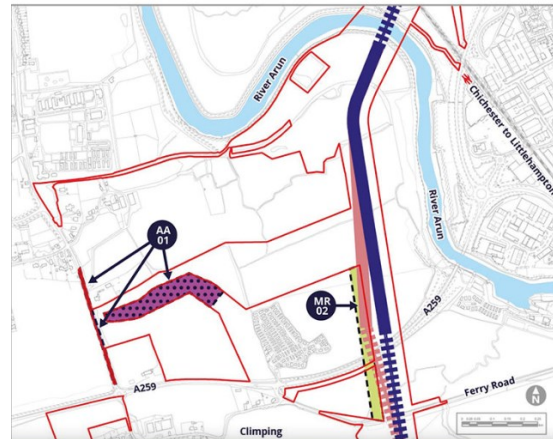 River Arun
Chichester to Littlehampton
River Arun
AA
01
MR
02
A259
A259
Ferry Road
Climping
N